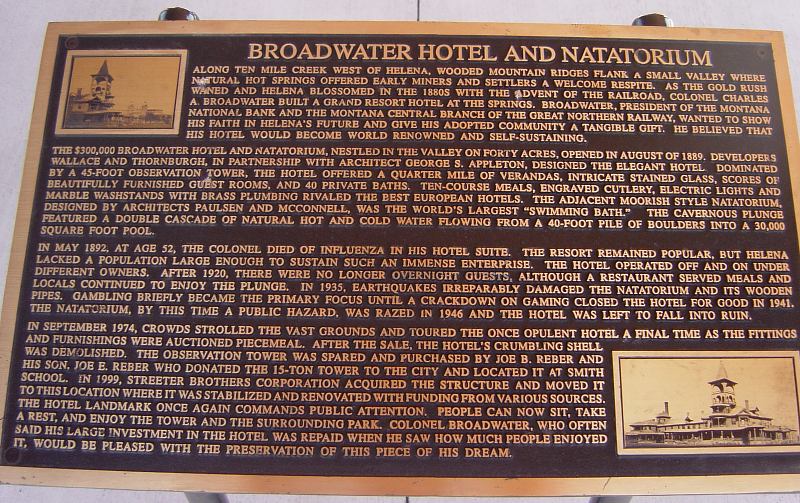 BROADWATER HOTEL AND NATATORIUM
ALONG TEN MILE CREEK WEST OF HELENA, WOODED MOUNTAIN RIDGES FLANK A SMALL VALLEY WHERE
NATURAL HOT SPRINGS OFFERED EARLY MINERS AND SETTLERS A WELCOME RESPITE. AS THE GOLD RUSH
WANED AND HELENA BLOSSOMED IN THE 1880S WITH THE ADVENT OF THE RAILROAD, COLONEL CHARLES
A. BROADWATER BUILT A GRAND RESORT HOTEL AT THE SPRINGS. BROADWATER, PRESIDENT OF THE MONTANA
NATIONAL BANK AND THE MONTANA CENTRAL BRANCH OF THE GREAT NORTHERN RAILWAY, WANTED TO SHOW
HIS FAITH IN HELENA'S FUTURE AND GIVE HIS ADOPTED COMMUNITY A TANGIBLE GIFT. HE BELIEVED THAT
HIS HOTEL WOULD BECOME WORLD RENOWNED AND SELF-SUSTAINING.
THE $300,000 BROADWATER HOTEL AND NATATORIUM, NESTLED IN THE VALLEY ON FORTY ACRES, OPENED IN AUGUST OF 1889. DEVELOPERS
WALLACE AND THORNBURGH, IN PARTNERSHIP WITH ARCHITECT GEORGE S. APPLETON, DESIGNED THE ELEGANT HOTEL DOMINATED
BY A 45-FOOT OBSERVATION TOWER, THE HOTEL OFFERED A QUARTER MILE OF VERANDAS, INTRICATE STAINED GLASS, SCORES OF
BEAUTIFULLY FURNISHED GUEST ROOMS, AND 40 PRIVATE BATHS. TEN-COURSE MEALS, ENGRAVED CUTLERY, ELECTRIC LIGHTS AND
MARBLE WASHSTANDS WITH BRASS PLUMBING RIVALED THE BEST EUROPEAN HOTELS. THE ADJACENT MOORISH STYLE NATATORIUM,
DESIGNED BY ARCHITECTS PAULSEN AND MCCONNELL, WAS THE WORLD'S LARGEST "SWIMMING BATH." THE CAVERNOUS PLUNGE
FEATURED A DOUBLE CASCADE OF NATURAL HOT AND COLD WATER FLOWING FROM A 40-FOOT PILE OF BOULDERS INTO A 30,000
SQUARE FOOT POOL.
IN MAY 1892, AT AGE 52, THE COLONEL DIED OF INFLUENZA IN HIS HOTEL SUITE. THE RESORT REMAINED POPULAR, BUT HELENA
LACKED A POPULATION LARGE ENOUGH TO SUSTAIN SUCH AN IMMENSE ENTERPRISE. THE HOTEL OPERATED OFF AND ON UNDER
DIFFERENT OWNERS. AFTER 1920, THERE WERE NO LONGER OVERNIGHT GUESTS, ALTHOUGH A RESTAURANT SERVED MEALS AND
LOCALS CONTINUED TO ENJOY THE PLUNGE. IN 1935, EARTHQUAKES IRREPARABLY DAMAGED THE NATATORIUM AND ITS WOODEN
PIPES. GAMBLING BRIEFLY BECAME THE PRIMARY FOCUS UNTIL A CRACKDOWN ON GAMING CLOSED THE HOTEL FOR GOOD IN 1941.
THE NATATORIUM, BY THIS TIME A PUBLIC HAZARD, WAS RAZED IN 1946 AND THE HOTEL WAS LEFT TO FALL INTO RUIN.
IN SEPTEMBER 1974, CROWDS STROLLED THE VAST GROUNDS AND TOURED THE ONCE OPULENT HOTEL A FINAL TIME AS THE FITTINGS
AND FURNISHINGS WERE AUCTIONED PIECEMEAL. AFTER THE SALE, THE HOTEL'S CRUMBLING SHELL
WAS DEMOLISHED. THE OBSERVATION TOWER WAS SPARED AND PURCHASED BY JOE B. REBER AND
HIS SON, JOE E. REBER WHO DONATED THE 15-TON TOWER TO THE CITY AND LOCATED IT AT SMITH
SCHOOL. IN 1999, STREETER BROTHERS CORPORATION ACQUIRED THE STRUCTURE AND MOVED IT
TO THIS LOCATION WHERE IT WAS STABILIZED AND RENOVATED WITH FUNDING FROM VARIOUS SOURCES.
THE HOTEL LANDMARK ONCE AGAIN COMMANDS PUBLIC ATTENTION. PEOPLE CAN NOW SIT, TAKE
A REST, AND ENJOY THE TOWER AND THE SURROUNDING PARK. COLONEL BROADWATER, WHO OFTEN
SAID HIS LARGE INVESTMENT IN THE HOTEL WAS REPAID WHEN HE SAW HOW MUCH PEOPLE ENJOYED
IT, WOULD BE PLEASED WITH THE PRESERVATION OF THIS PIECE OF HIS DREAM.